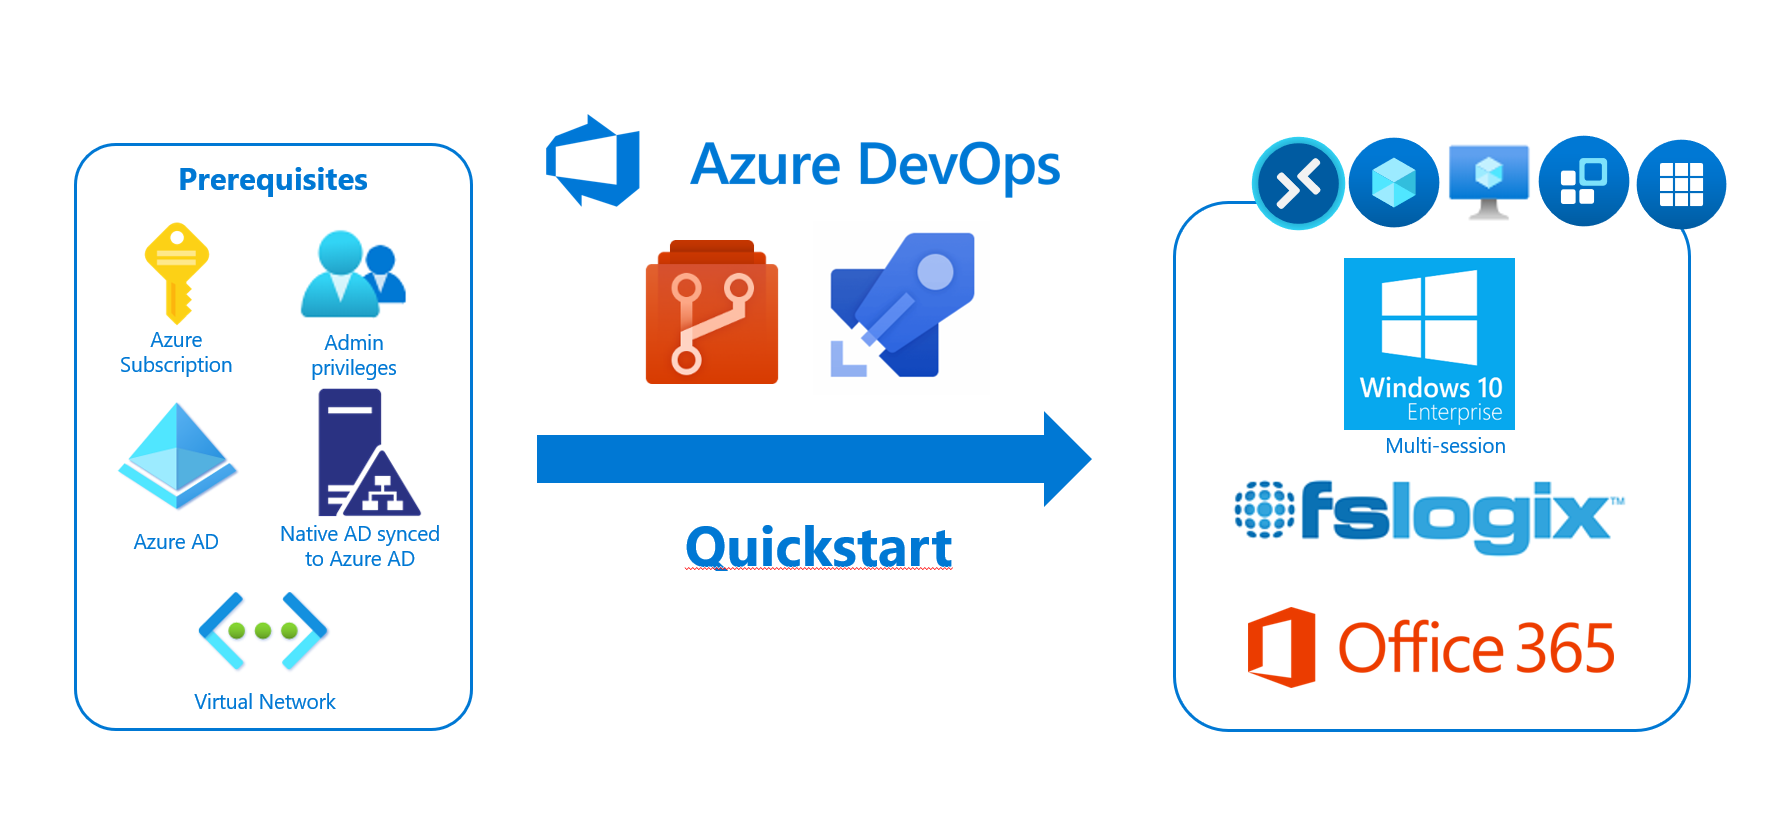 Prerequisites
Azure
Subscription
Admin
privileges
Azure AD
Native AD synced
to Azure AD
Virtual Network
Azure DevOps
Quickstart
Windows 10
Enterprise
Multi-session
fslogix™
Office 365